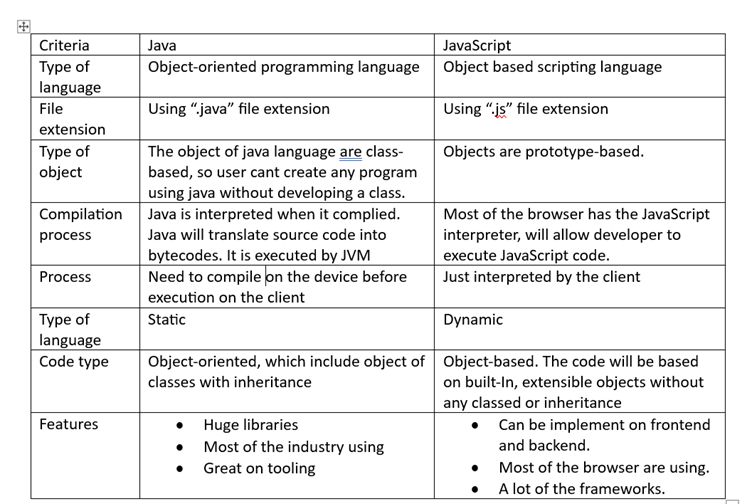 Criteria Java JavaScript
Type of language Object-oriented programming language Object based scripting language
File extension Using “.java” file extension Using “.js” file extension
Type of object The object of java language are class-
based, so user cant create any program
using java without developing a class.
Objects are prototype-based.
Compilation process
Java is interpreted when it complied.
Java will translate source code into
bytecodes. It is executed by JVM
Most of the browser has the JavaScript
interpreter, will allow developer to
execute JavaScript code.
Process
Need to compile on the device before
execution on the client
Just interpreted by the client
Type of language Static Dynamic
Code type
Object-oriented, which include object of
classes with inheritance
Object-based. The code will be based
on built-In, extensible objects without
any classed or inheritance
Features
• Huge libraries
• Most of the industry using
• Great on tooling
• Can be implement on frontend
and backend.
• Most of the browser are using.
• A lot of the frameworks.